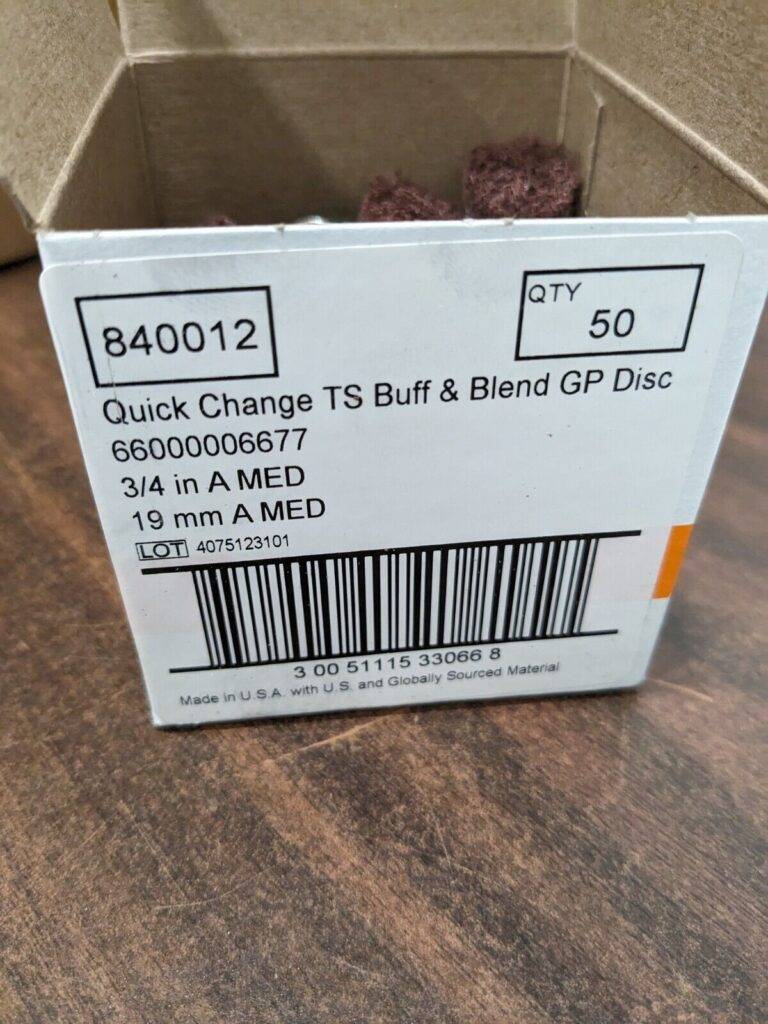 840012
QTY
50
Quick Change TS Buff & Blend GP Disc
66000006677
3/4 in A MED
19 mm A MED
LOT 4075123101
3 00 51115 33066 8
Made in U.S.A. with U.S. and Globally Sourced Material